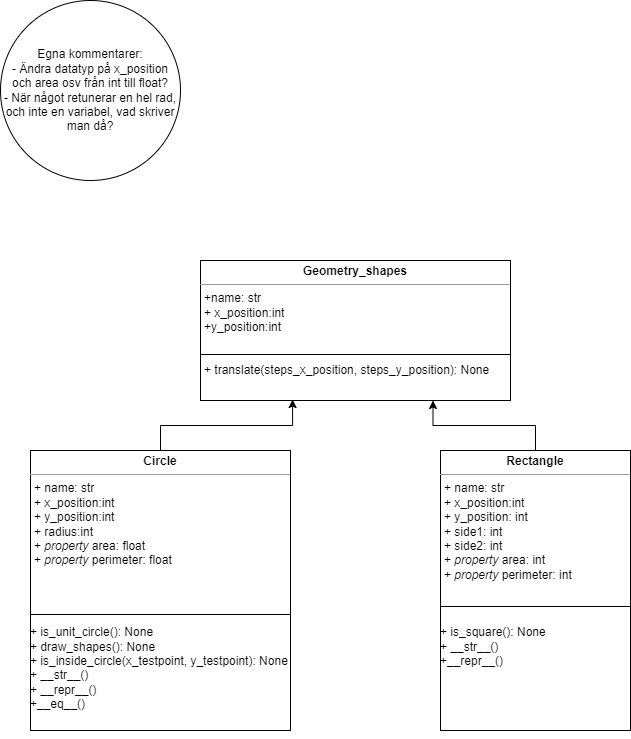 Egna kommentarer:
- Ändra datatyp på x_position
och area osv från int till float?
- När något retunerar en hel rad,
och inte en variabel, vad skriver
man då?
Geometry_shapes
+name: str
+ x_position:int
+y_position:int
+ translate(steps_x_position, steps_y_position): None
Circle
+ name: str
+ x_position:int
+ y_position:int
+ radius:int
+ property area: float
+ property perimeter: float
+ is_unit_circle(): None
+ draw_shapes(): None
+ is_inside_circle(x_testpoint, y_testpoint): None
+ __str__()
+ __repr__()
+__eq__()
Rectangle
+ name: str
+ x_position:int
+ y_position: int
+ side1: int
+ side2: int
+ property area: int
+ property perimeter: int
+ is_square(): None
+ __str__()
+__repr__()